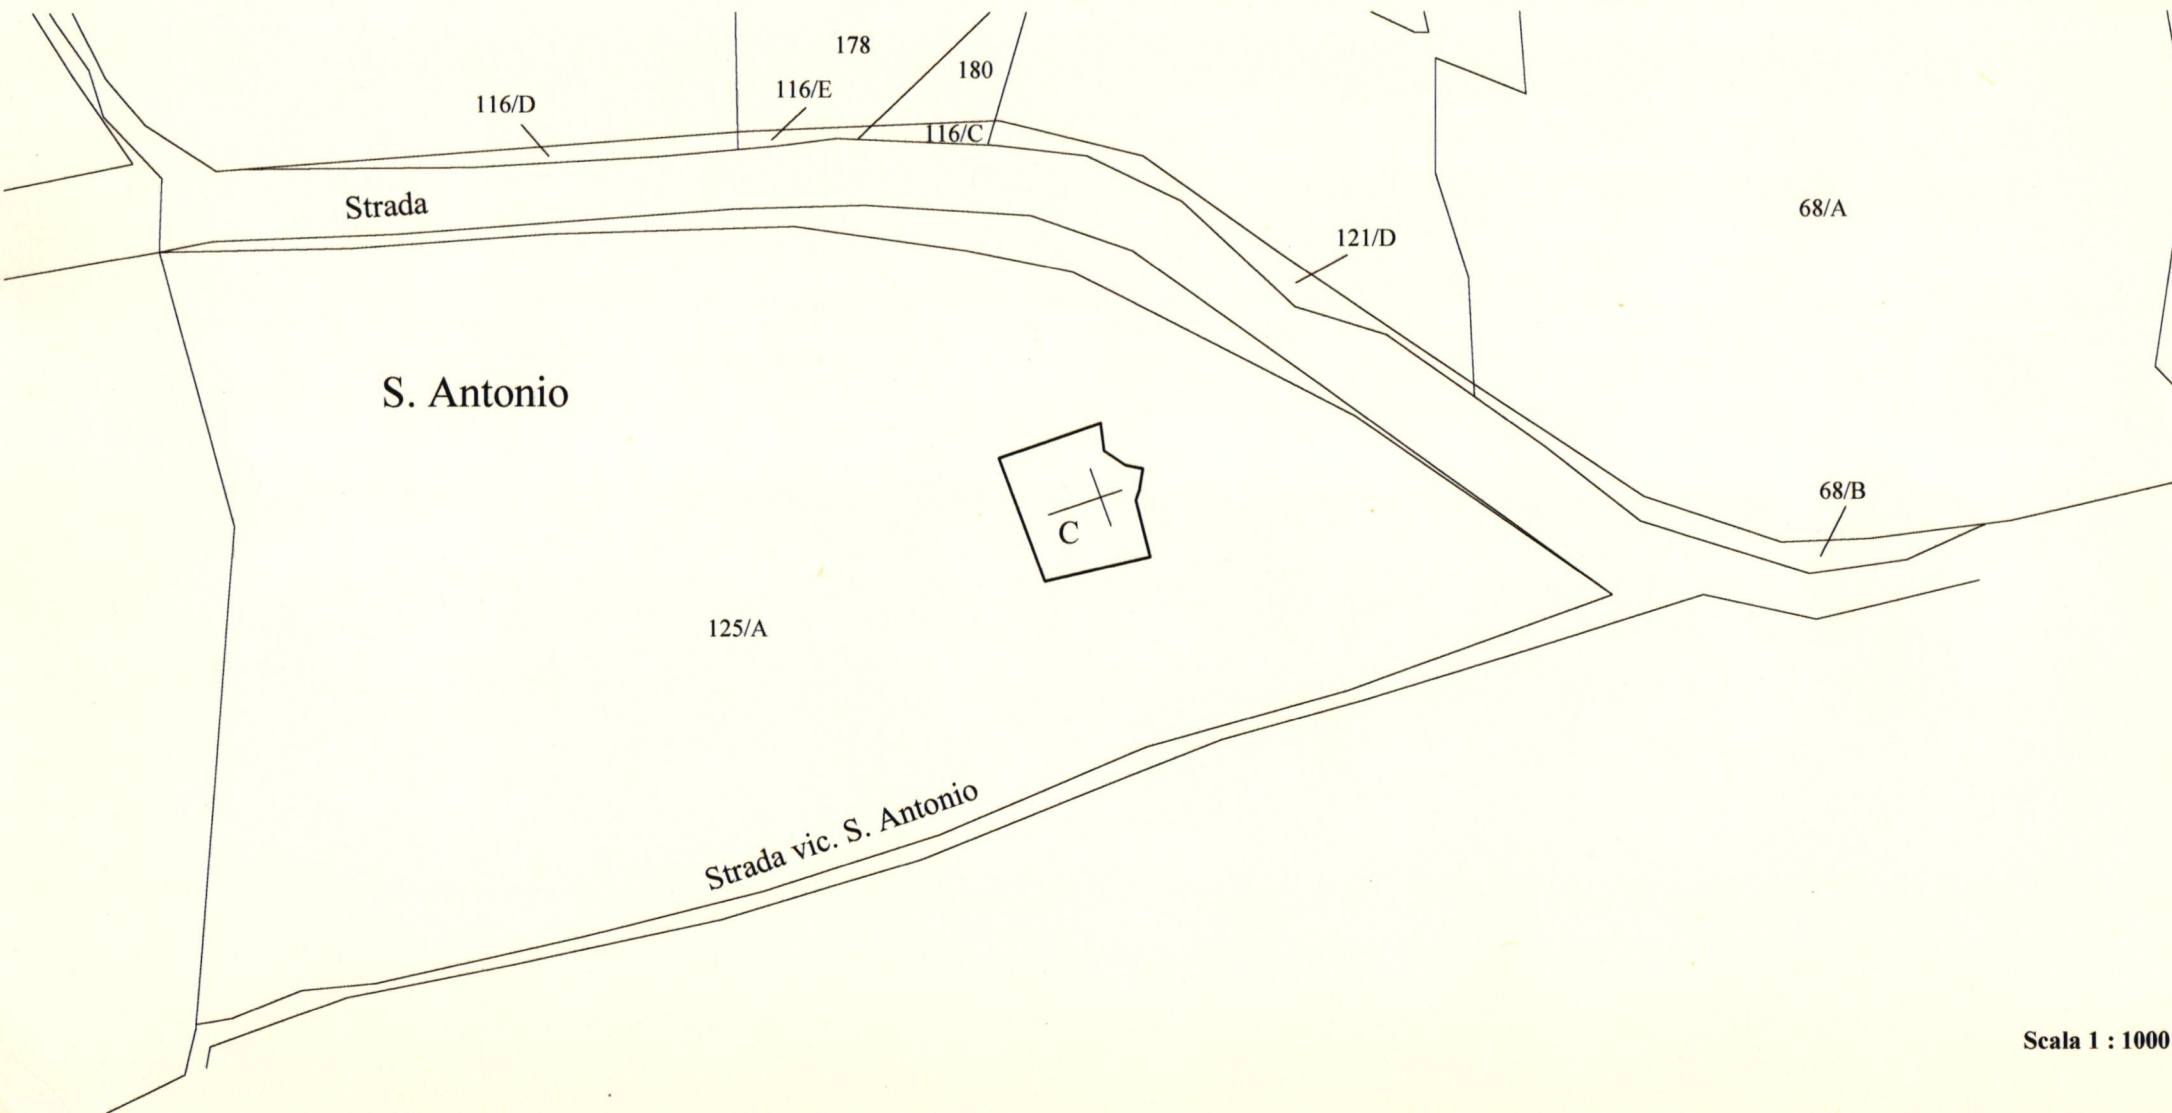 178
180
116/E
116/D
116/C
Strada
68/A
121/D
S. Antonio
68/B
C
125/A
Strada vic. S. Antonio
Scala 1 : 1000